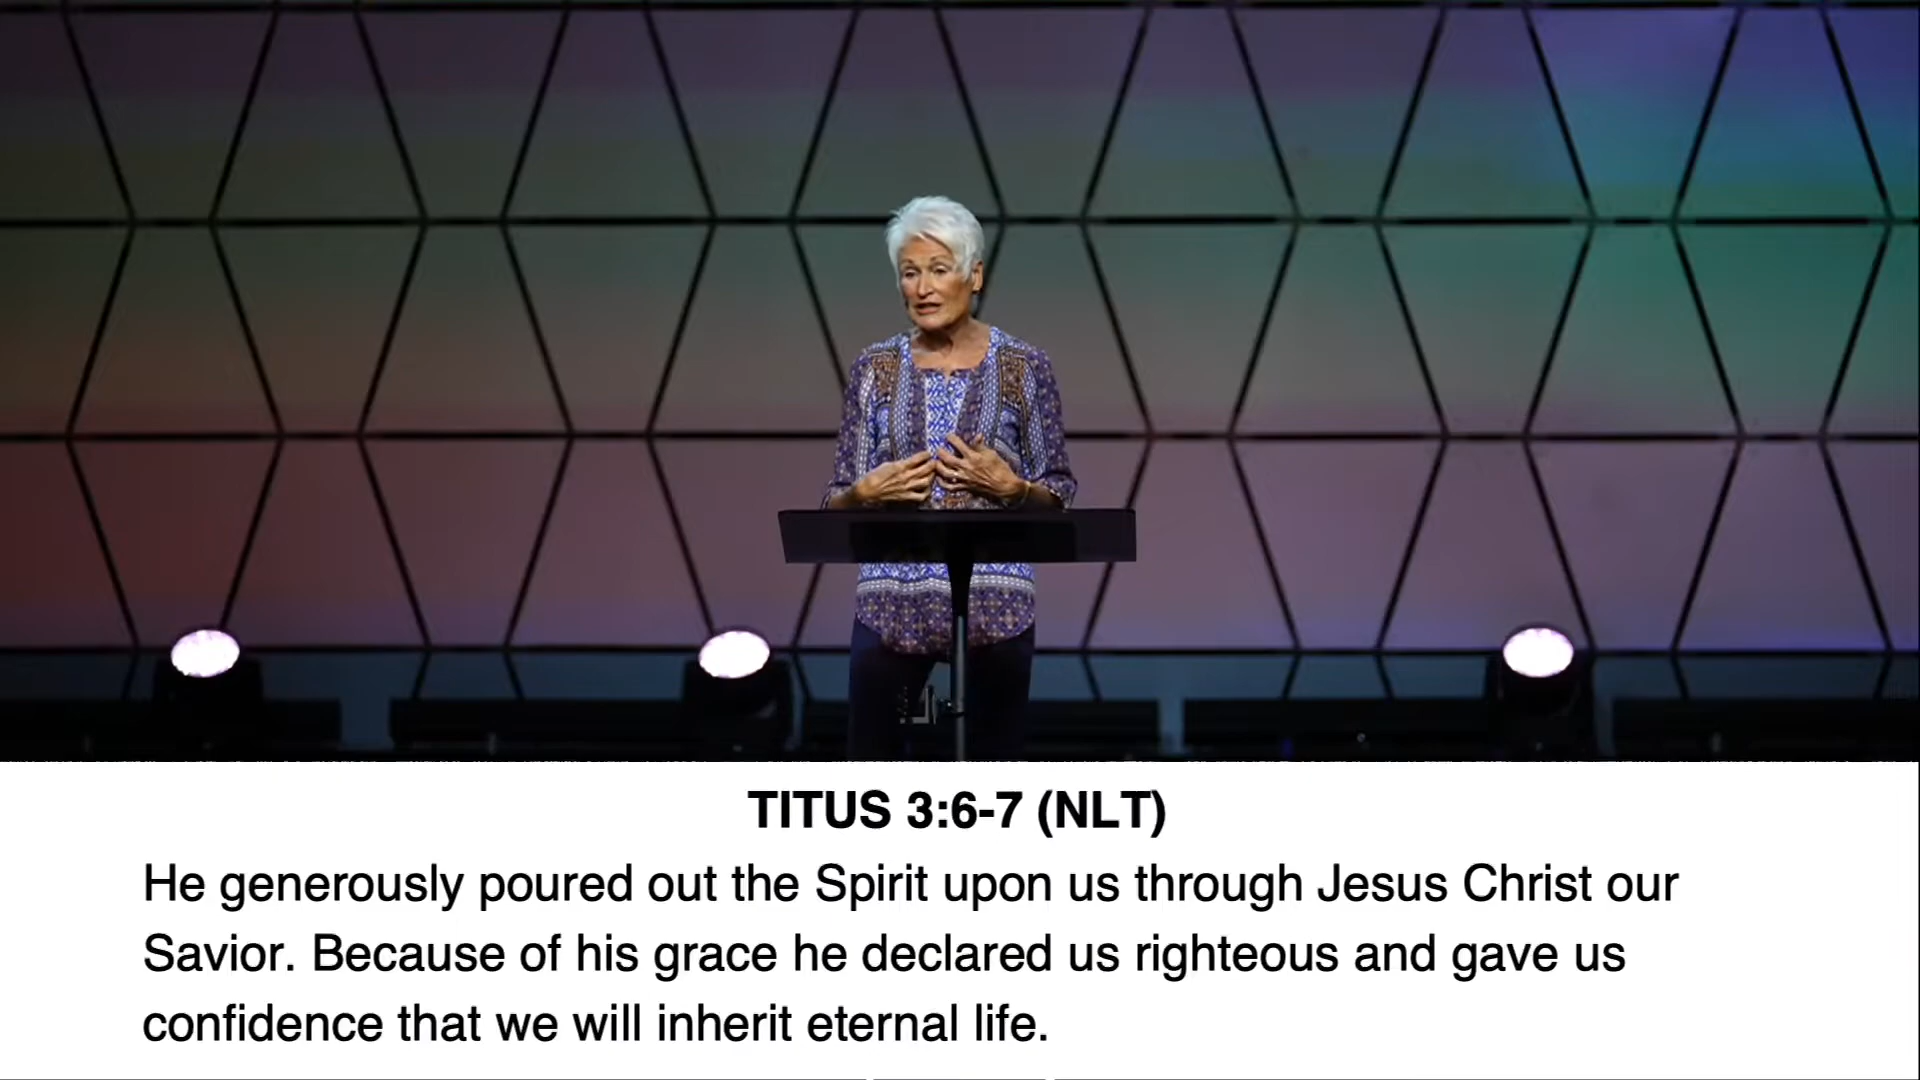 TITUS 3:6-7 (NLT)
He generously poured out the Spirit upon us through Jesus Christ our
Savior. Because of his grace he declared us righteous and gave us
confidence that we will inherit eternal life.